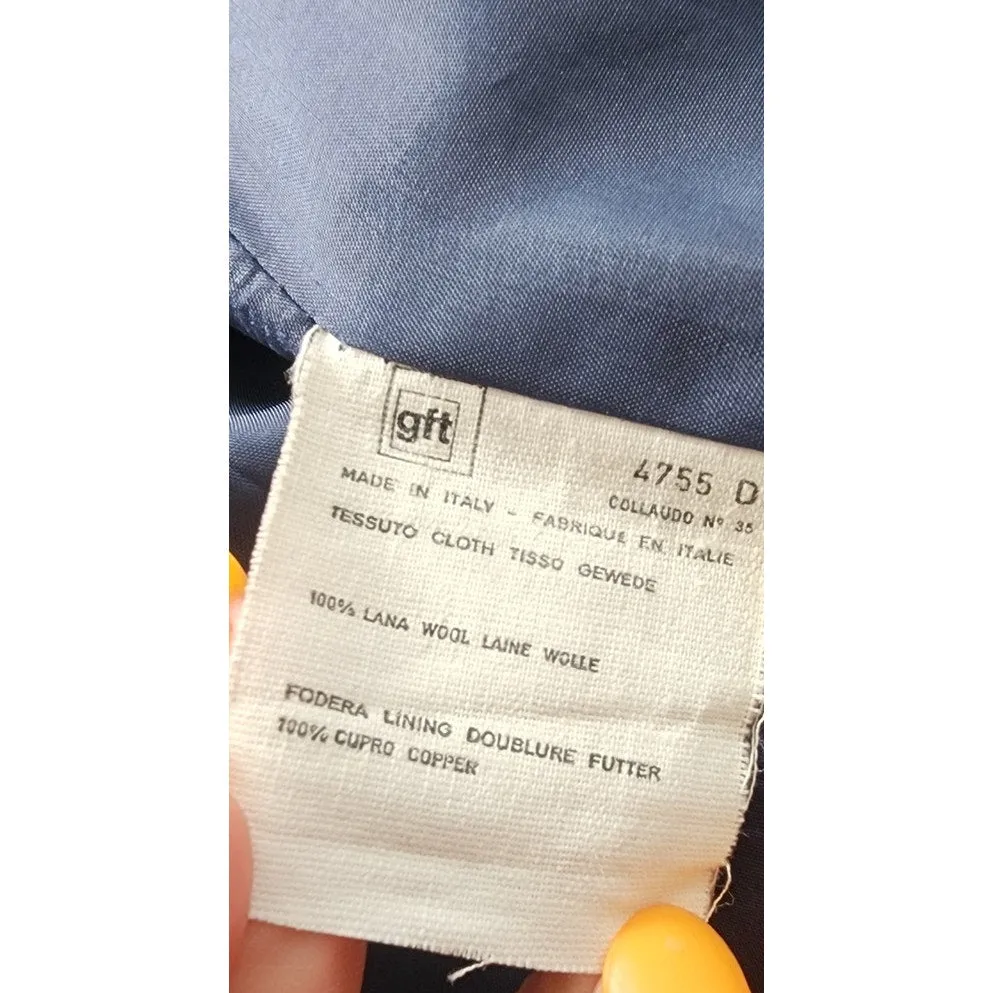 gft
4755 D
COLLAUDO Nº 35
MADE IN ITALY - FABRIQUE EN ITALIE
TESSUTO CLOTH TISSO GEWEDE
100% LANA WOOL LAINE WOLLE
FODERA LINING DOUBLURE FUTTER
100% CUPRO COPPER